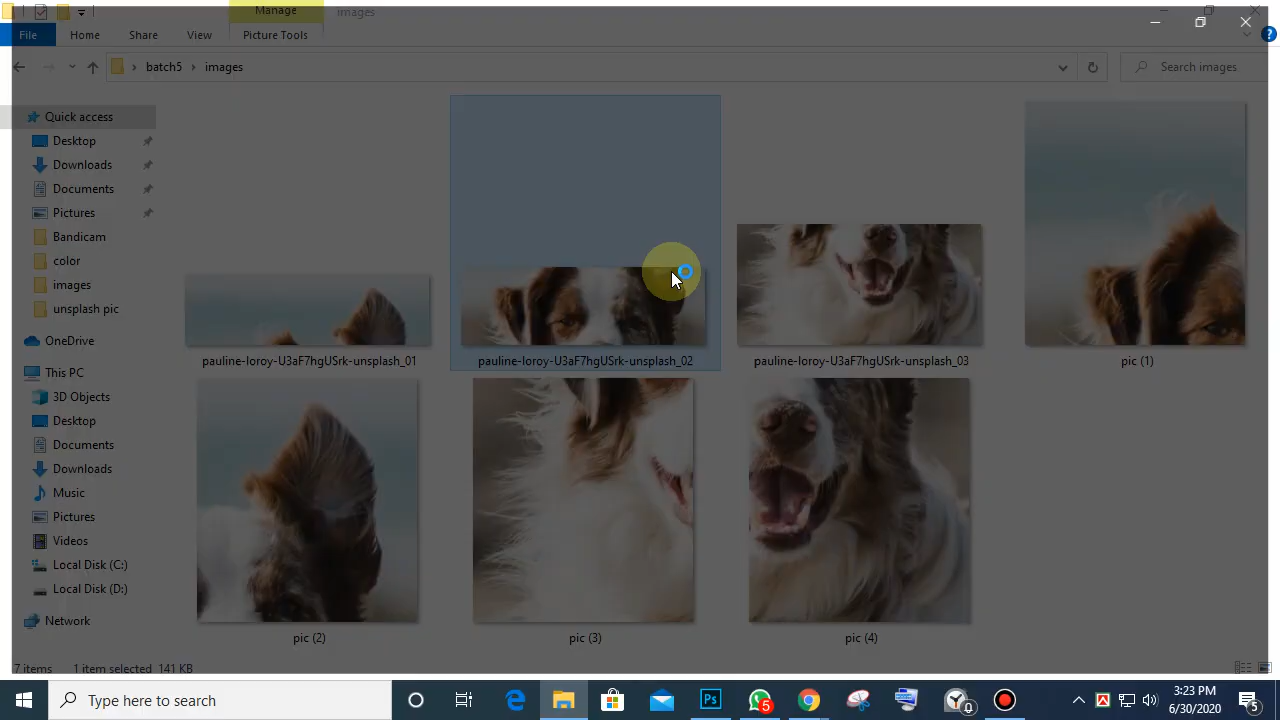 Manage
images
File
Home
Share
View
Picture Tools
batch5
images
Search images
Quick access
Desktop
Downloads
Documents
Pictures
Bandicam
color
images
unsplash pic
OneDrive
This PC
3D Objects
Desktop
Documents
Downloads
Music
Pictures
Videos
Local Disk (C:)
Local Disk (D:)
Network
pauline-loroy-U3aF7hgUSrk-unsplash_01
pauline-loroy-U3aF7hgUSrk-unsplash_02
pauline-loroy-U3aF7hgUSrk-unsplash_03
pic (1)
pic (2)
pic (3)
pic (4)
7 items
1 item selected 141 KB
Type here to search
Ps
5
0
3:23 PM
6/30/2020
5